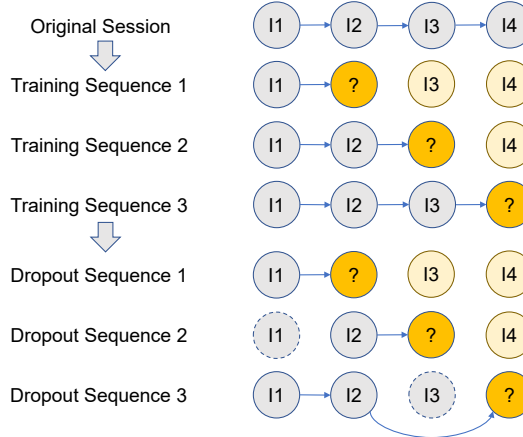 Original Session I1 I2 I3 I4
Training Sequence 1 I1 ? I3 I4
Training Sequence 2 I1 I2 ? I4
Training Sequence 3 I1 I2 I3 ?
Dropout Sequence 1 I1 ? I3 I4
Dropout Sequence 2 I1 I2 ? I4
Dropout Sequence 3 I1 I2 I3 ?